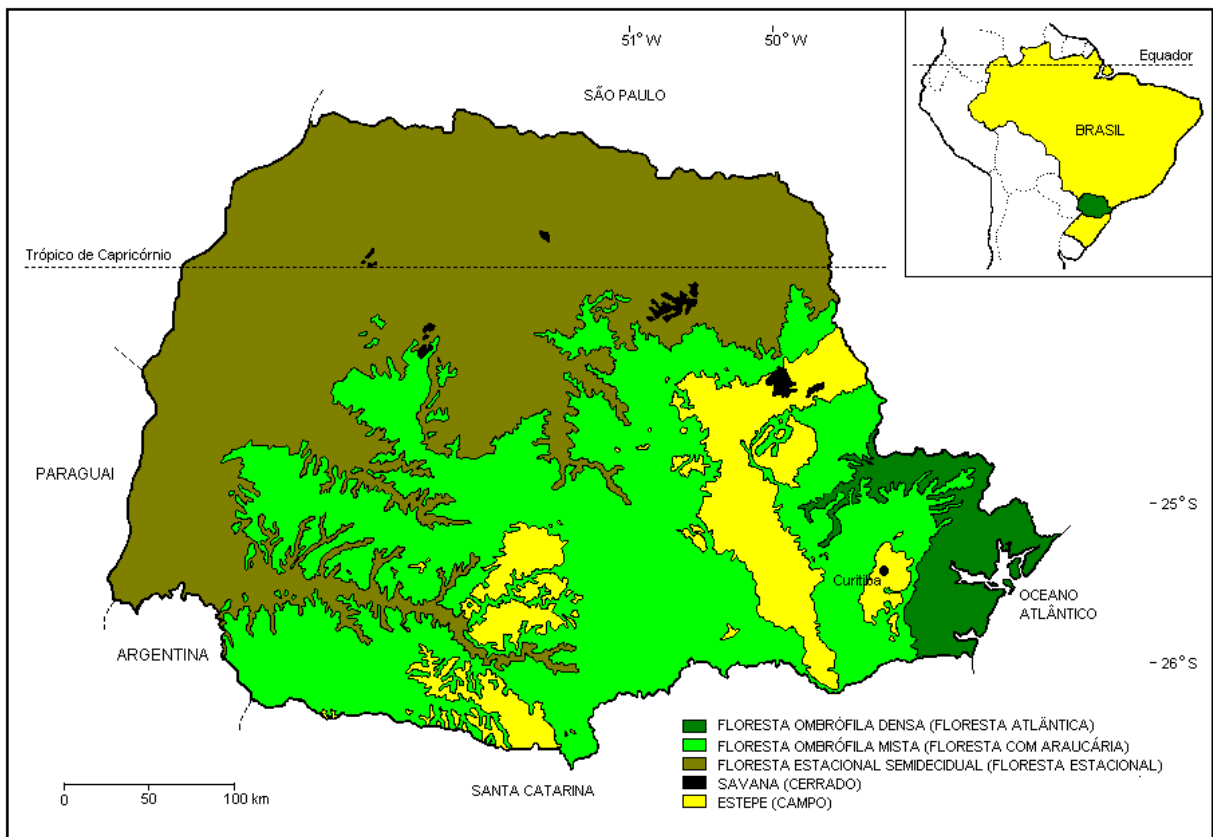 51° W
50° W
SÃO PAULO
Equador
BRASIL
Trópico de Capricórnio
PARAGUAI
25° S
Curitiba
OCEANO
ATLÂNTICO
ARGENTINA
26° S
FLORESTA OMBRÓFILA DENSA (FLORESTA ATLÂNTICA)
FLORESTA OMBRÓFILA MISTA (FLORESTA COM ARAUCÁRIA)
FLORESTA ESTACIONAL SEMIDECIDUAL (FLORESTA ESTACIONAL)
SAVANA (CERRADO)
ESTEPE (CAMPO)
0 50 100 km
SANTA CATARINA